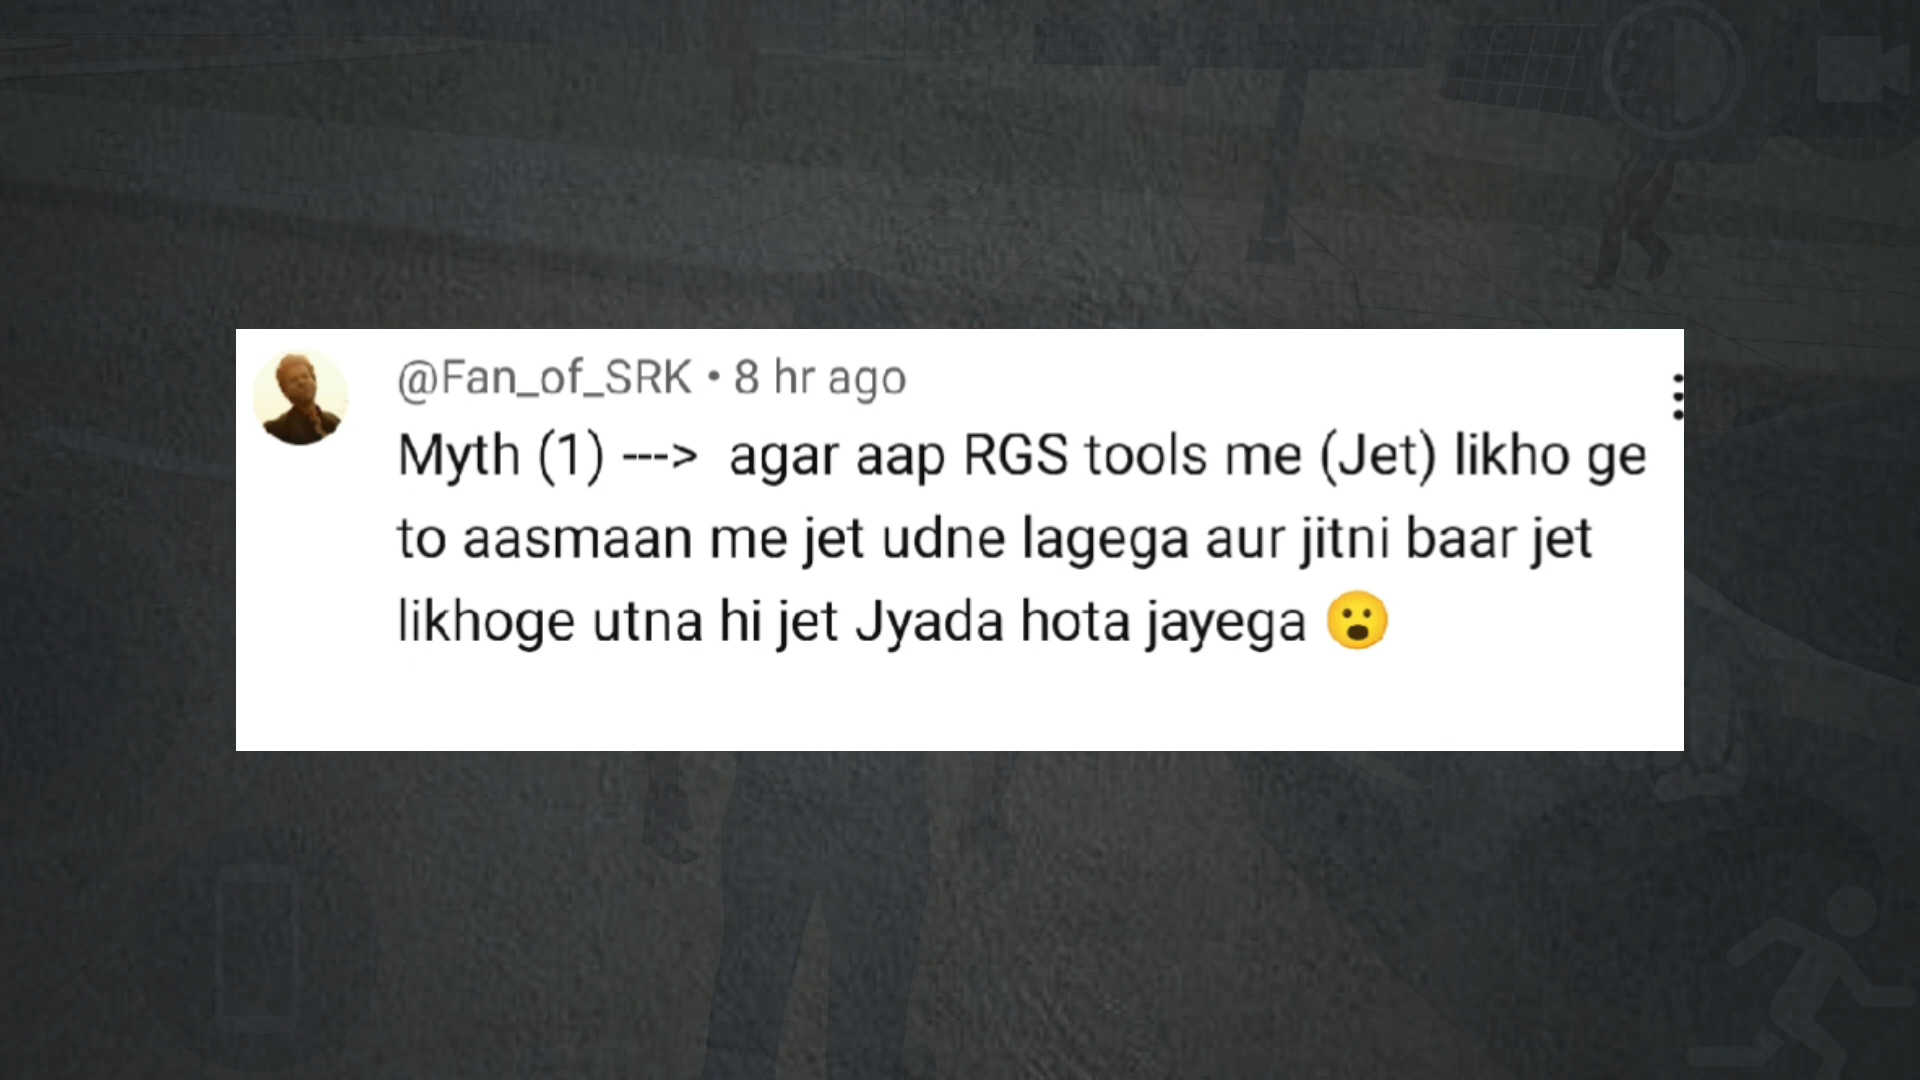 @Fan_of_SRK • 8 hr ago
Myth (1) ---> agar aap RGS tools me (Jet) likho ge
to aasmaan me jet udne lagega aur jitni baar jet
likhoge utna hi jet Jyada hota jayega 😮